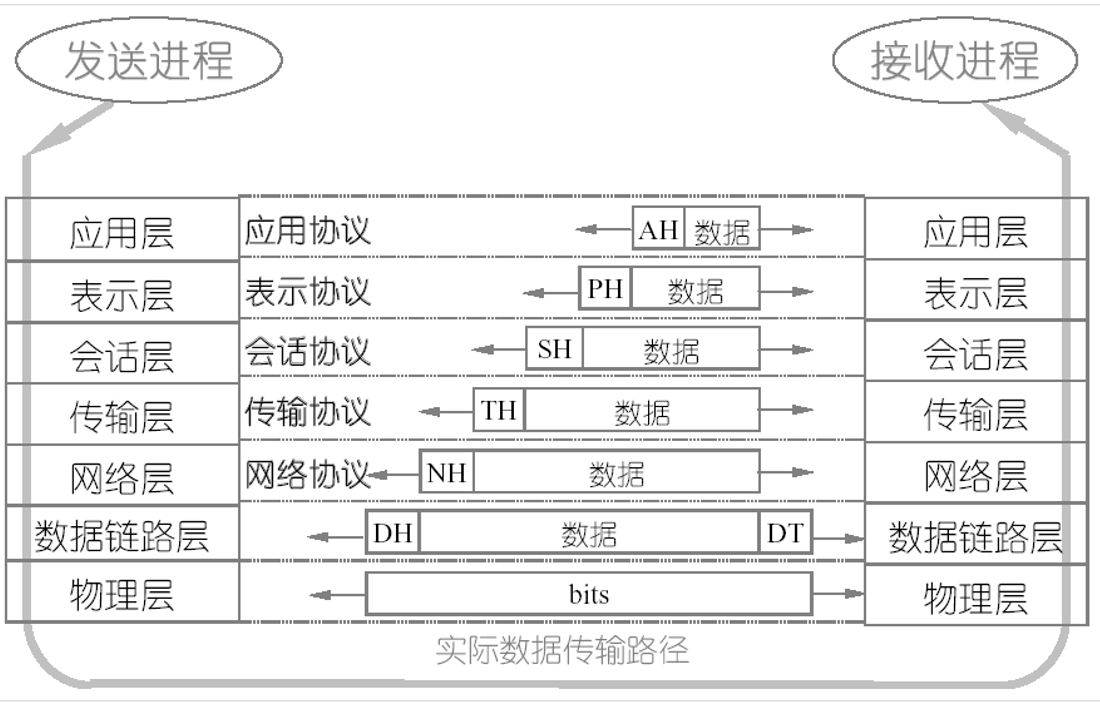 发送进程 接收进程
应用层 应用协议 AH 数据 应用层
表示层 表示协议 PH 数据 表示层
会话层 会话协议 SH 数据 会话层
传输层 传输协议 TH 数据 传输层
网络层 网络协议 NH 数据 网络层
数据链路层 DH 数据 DT 数据链路层
物理层 bits 物理层
实际数据传输路径